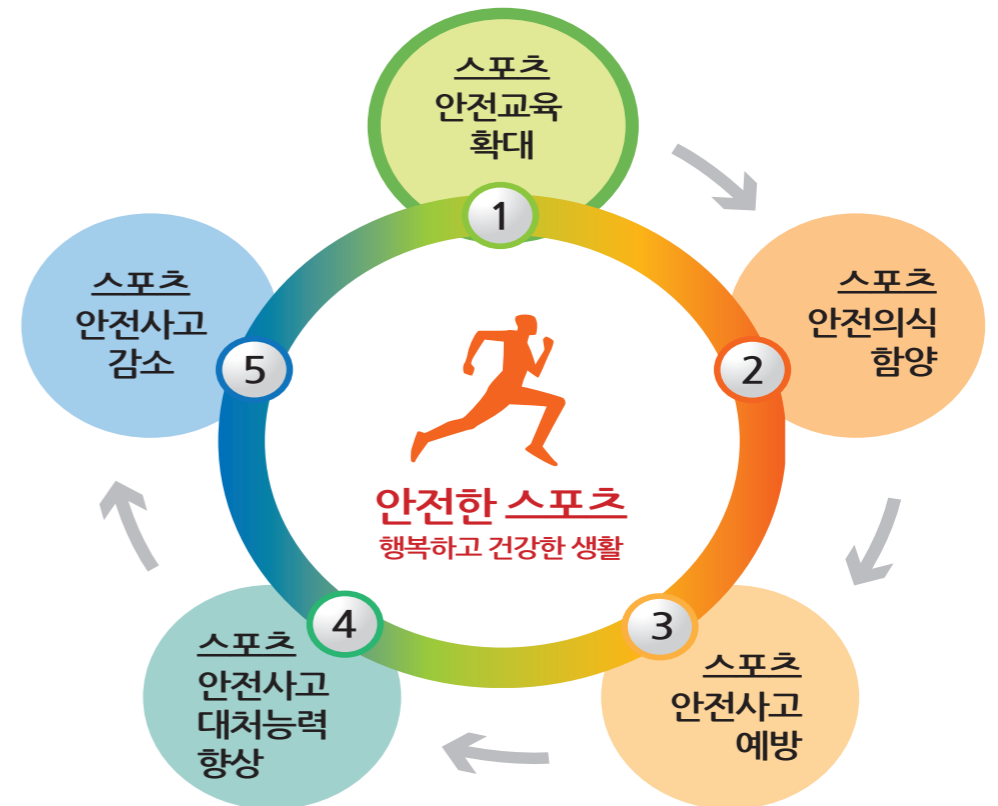 스포츠
안전교육
확대
1
스포츠
안전의식
함양
2
스포츠
안전사고
예방
3
스포츠
안전사고
대처능력
향상
4
스포츠
안전사고
감소
5
안전한 스포츠
행복하고 건강한 생활